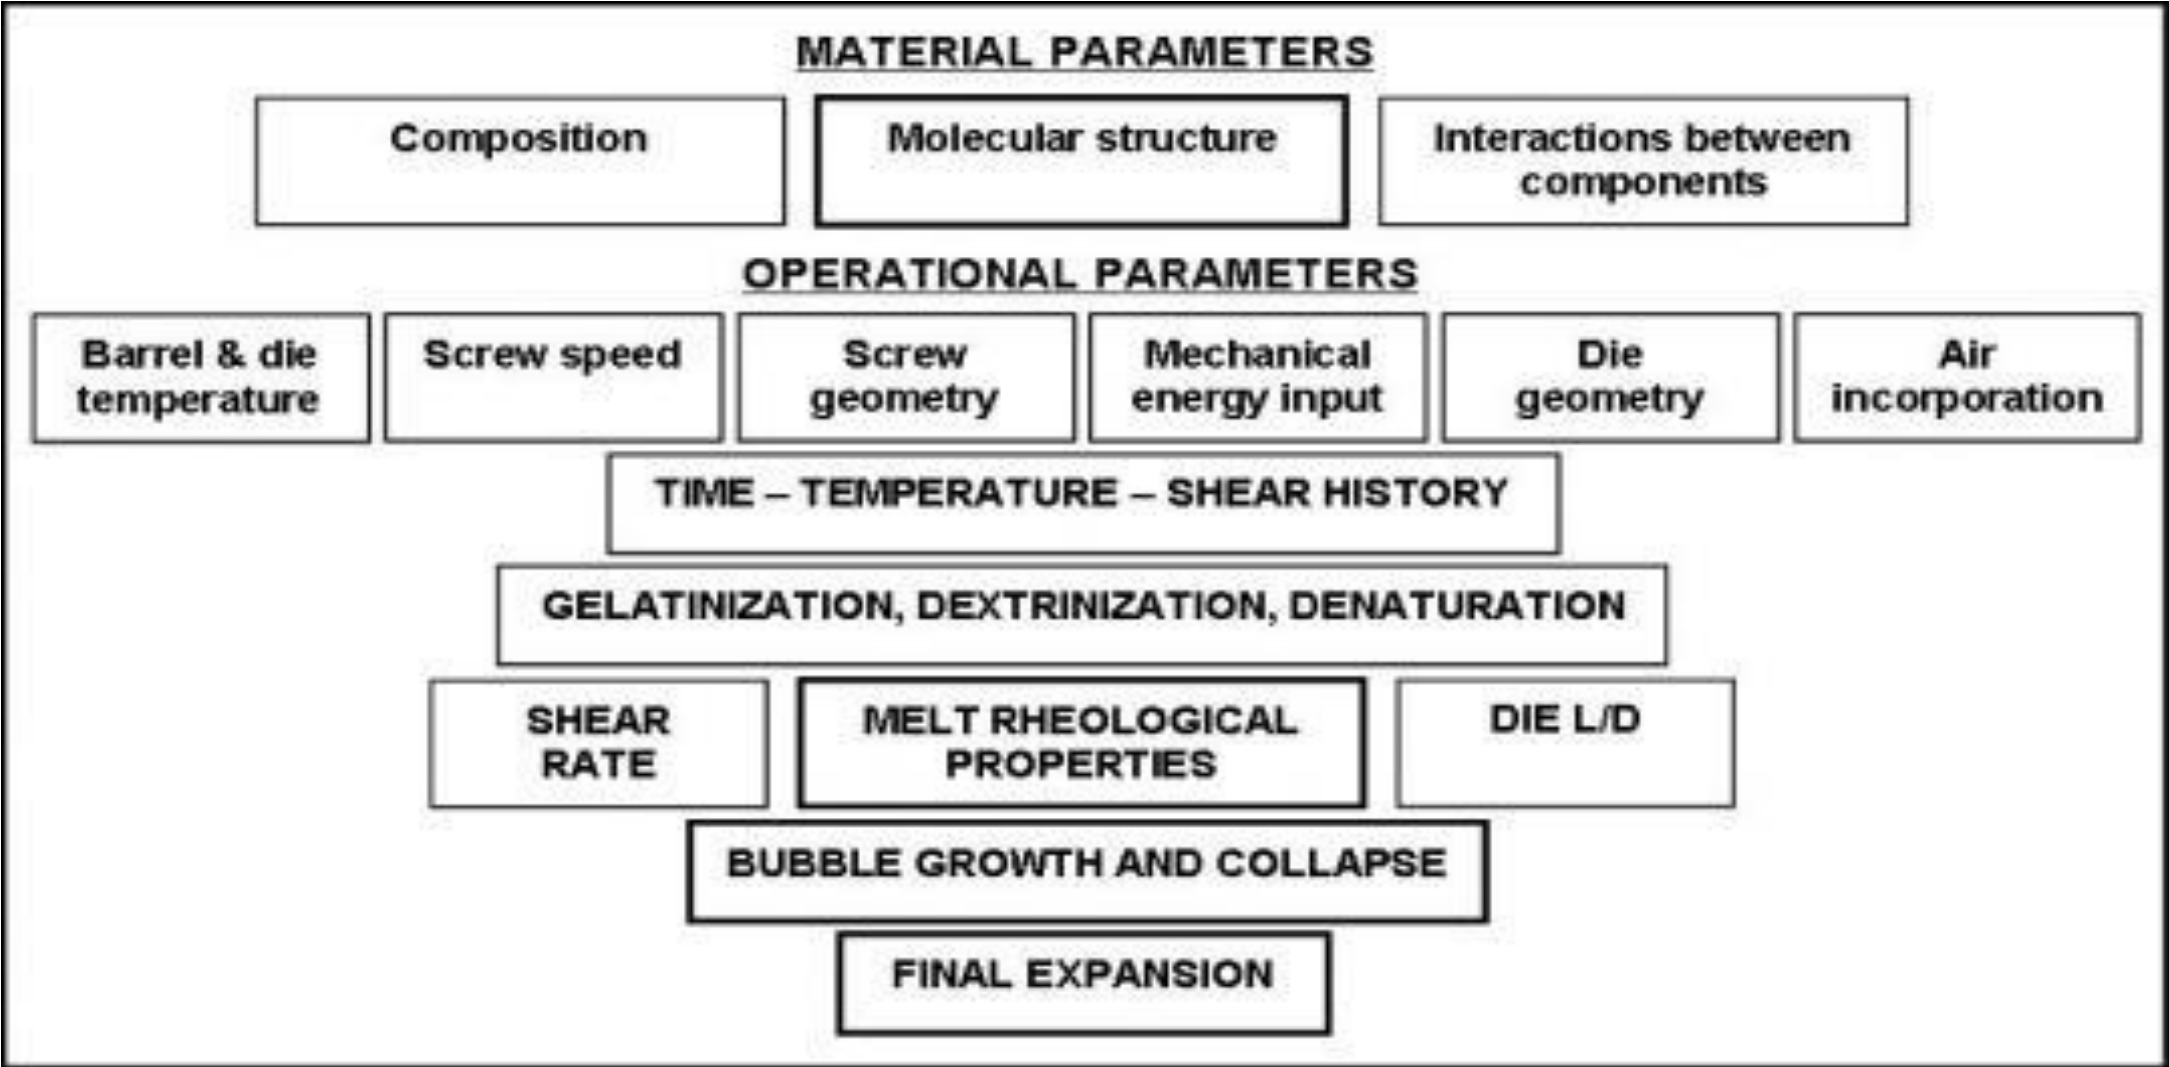 MATERIAL PARAMETERS
Composition
Molecular structure
Interactions between
components
OPERATIONAL PARAMETERS
Barrel & die
temperature
Screw speed
Screw
geometry
Mechanical
energy input
Die
geometry
Air
incorporation
TIME – TEMPERATURE – SHEAR HISTORY
GELATINIZATION, DEXTRINIZATION, DENATURATION
SHEAR
RATE
MELT RHEOLOGICAL
PROPERTIES
DIE L/D
BUBBLE GROWTH AND COLLAPSE
FINAL EXPANSION